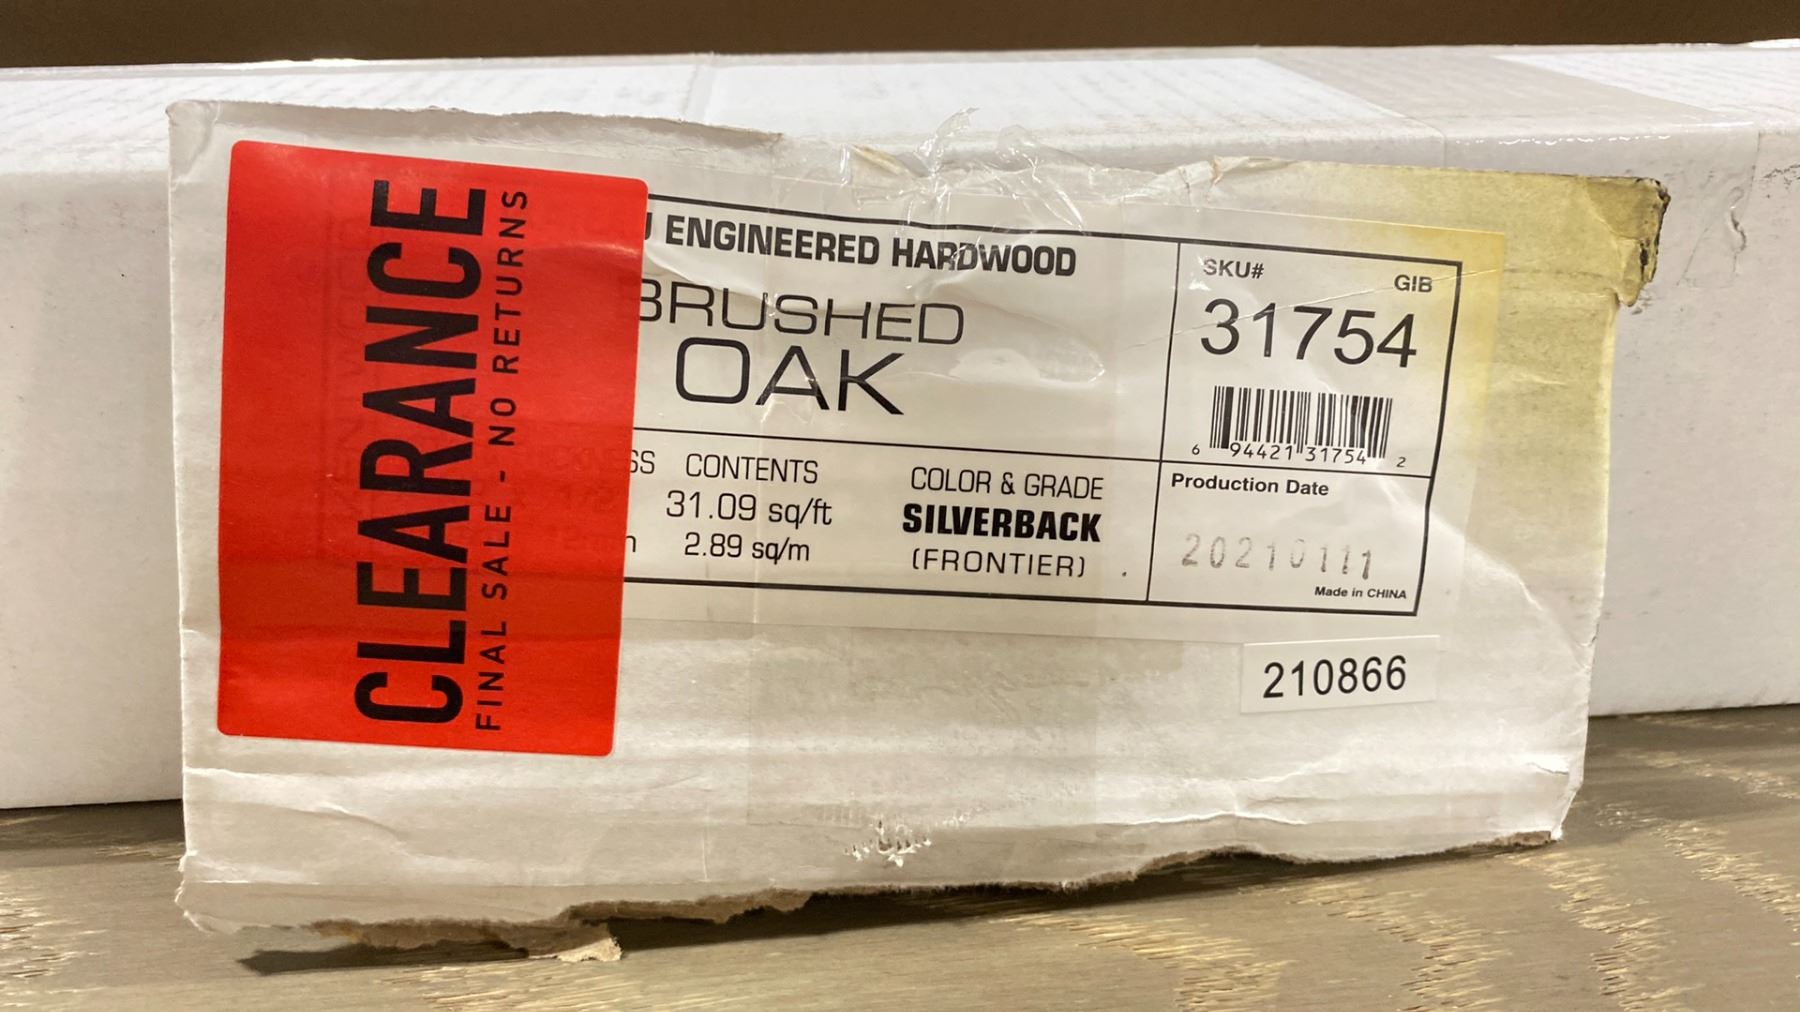 CLEARANCE
FINAL SALE - NO RETURNS
ENGINEERED HARDWOOD
BRUSHED
OAK
CONTENTS
31.09 sq/ft
2.89 sq/m
COLOR & GRADE
SILVERBACK
(FRONTIER)
SKU# GIB
31754
6 94421 31754 2
Production Date
20210111
Made in CHINA
210866